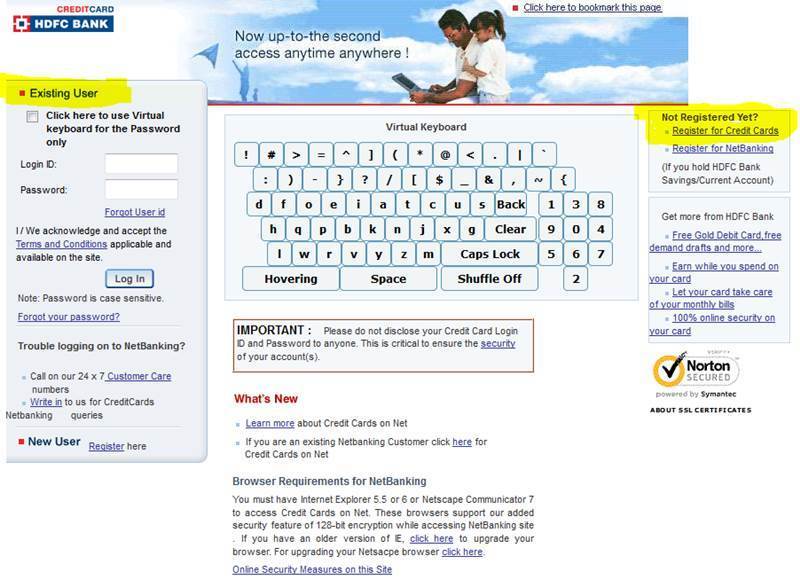 CREDITCARD
HDFC BANK
Now up-to-the second
access anytime anywhere !
Click here to bookmark this page
Existing User
Click here to use Virtual
keyboard for the Password
only
Login ID:
Password:
Forgot User id
I / We acknowledge and accept the
Terms and Conditions applicable and
available on the site.
Log In
Note: Password is case sensitive.
Forgot your password?
Trouble logging on to NetBanking?
Call on our 24 x 7 Customer Care
numbers
Write in to us for CreditCards
Netbanking queries
New User Register here
Virtual Keyboard
! # > = ^ ] ( * @ < . | `
: ) - } ? / [ $ _ & , ~ {
d f o e i a t c u s Back 1 3 8
h q p b k n j x g Clear 9 0 4
l w r v y z m Caps Lock 5 6 7
Hovering Space Shuffle Off 2
IMPORTANT : Please do not disclose your Credit Card Login
ID and Password to anyone. This is critical to ensure the security
of your account(s).
What's New
Learn more about Credit Cards on Net
If you are an existing Netbanking Customer click here for
Credit Cards on Net
Browser Requirements for NetBanking
You must have Internet Explorer 5.5 or 6 or Netscape Communicator 7
to access Credit Cards on Net. These browsers support our added
security feature of 128-bit encryption while accessing NetBanking site
. If you have an older version of IE, click here to upgrade your
browser. For upgrading your Netsacpe browser click here.
Online Security Measures on this Site
Not Registered Yet?
Register for Credit Cards
Register for NetBanking
(If you hold HDFC Bank
Savings/Current Account)
Get more from HDFC Bank
Free Gold Debit Card,free
demand drafts and more...
Earn while you spend on
your card
Let your card take care
of your monthly bills
100% online security on
your card
VERIFY
Norton
SECURED
powered by Symantec
ABOUT SSL CERTIFICATES